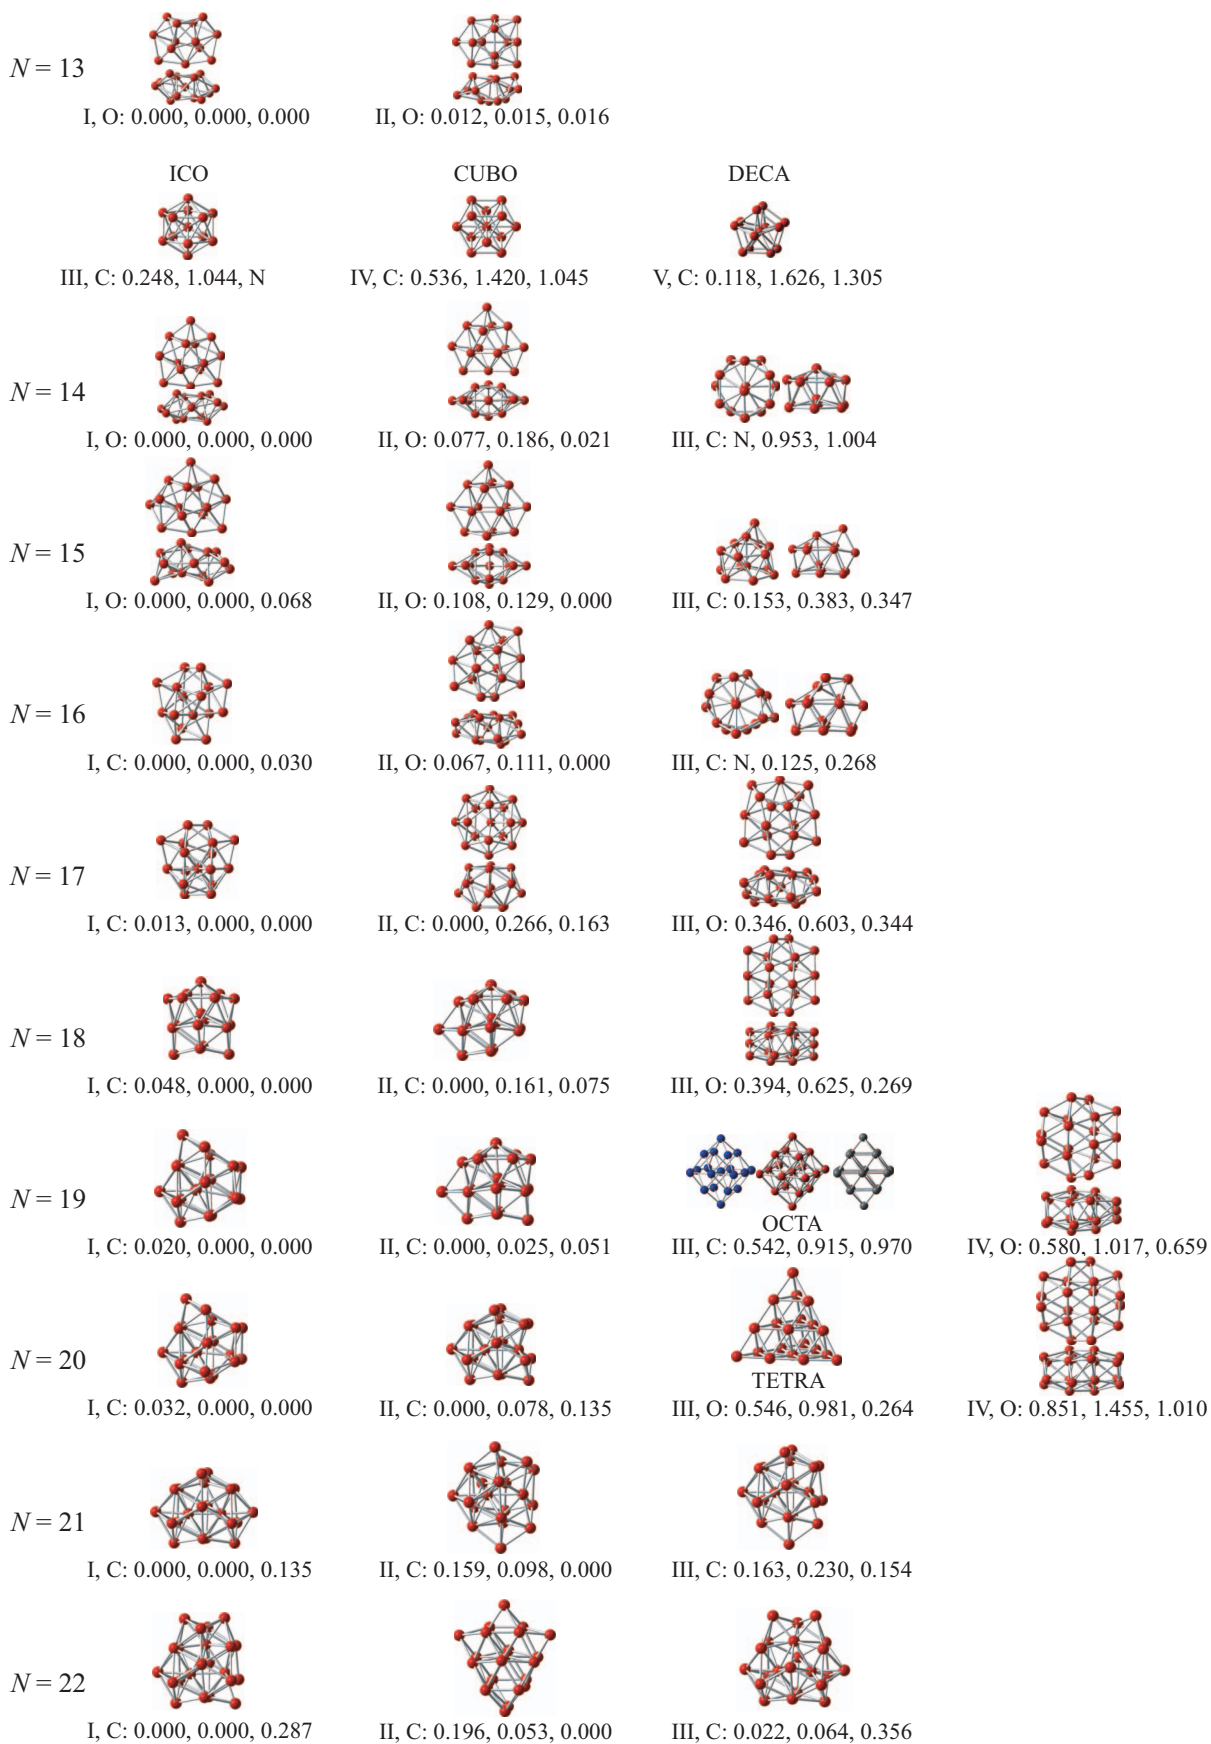 N = 13
I, O: 0.000, 0.000, 0.000
II, O: 0.012, 0.015, 0.016
ICO
CUBO
DECA
III, C: 0.248, 1.044, N
IV, C: 0.536, 1.420, 1.045
V, C: 0.118, 1.626, 1.305
N = 14
I, O: 0.000, 0.000, 0.000
II, O: 0.077, 0.186, 0.021
III, C: N, 0.953, 1.004
N = 15
I, O: 0.000, 0.000, 0.068
II, O: 0.108, 0.129, 0.000
III, C: 0.153, 0.383, 0.347
N = 16
I, C: 0.000, 0.000, 0.030
II, O: 0.067, 0.111, 0.000
III, C: N, 0.125, 0.268
N = 17
I, C: 0.013, 0.000, 0.000
II, C: 0.000, 0.266, 0.163
III, O: 0.346, 0.603, 0.344
N = 18
I, C: 0.048, 0.000, 0.000
II, C: 0.000, 0.161, 0.075
III, O: 0.394, 0.625, 0.269
N = 19
I, C: 0.020, 0.000, 0.000
II, C: 0.000, 0.025, 0.051
OCTA
III, C: 0.542, 0.915, 0.970
IV, O: 0.580, 1.017, 0.659
N = 20
I, C: 0.032, 0.000, 0.000
II, C: 0.000, 0.078, 0.135
TETRA
III, O: 0.546, 0.981, 0.264
IV, O: 0.851, 1.455, 1.010
N = 21
I, C: 0.000, 0.000, 0.135
II, C: 0.159, 0.098, 0.000
III, C: 0.163, 0.230, 0.154
N = 22
I, C: 0.000, 0.000, 0.287
II, C: 0.196, 0.053, 0.000
III, C: 0.022, 0.064, 0.356